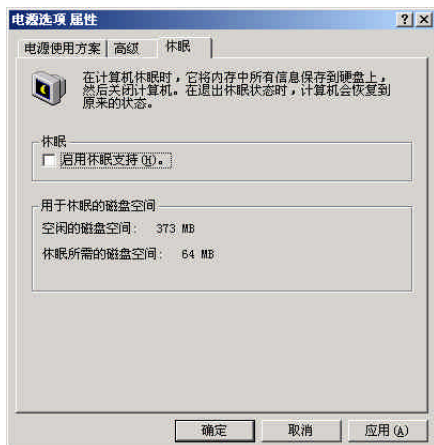 电源选项 属性
电源使用方案 高级 休眠
在计算机休眠时，它将内存中所有信息保存到硬盘上，
然后关闭计算机。在退出休眠状态时，计算机会恢复到
原来的状态。
休眠
启用休眠支持(H)。
用于休眠的磁盘空间
空闲的磁盘空间： 373 MB
休眠所需的磁盘空间： 64 MB
确定 取消 应用(A)